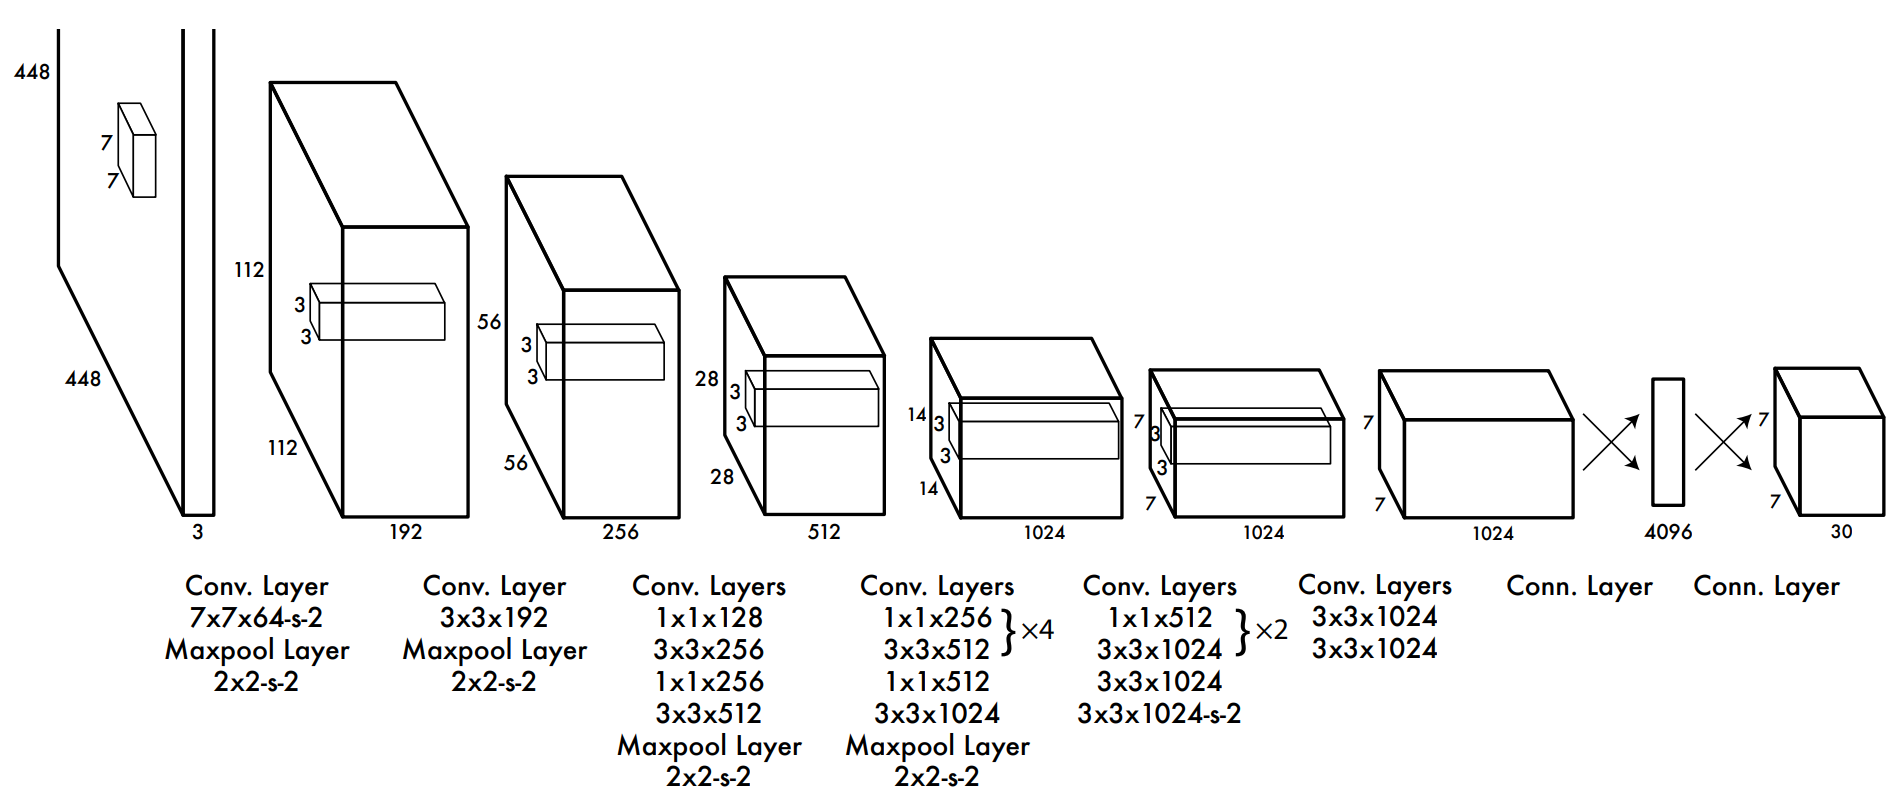 448
7
7
448
3
112
3
3
112
192
56
3
3
56
256
28
3
3
28
512
14
3
3
14
1024
7
3
3
7
1024
7
7
1024
4096
7
7
30
Conv. Layer
7x7x64-s-2
Maxpool Layer
2x2-s-2
Conv. Layer
3x3x192
Maxpool Layer
2x2-s-2
Conv. Layers
1x1x128
3x3x256
1x1x256
3x3x512
Maxpool Layer
2x2-s-2
Conv. Layers
1x1x256
3x3x512
} ×4
1x1x512
3x3x1024
Maxpool Layer
2x2-s-2
Conv. Layers
1x1x512
3x3x1024
} ×2
3x3x1024
3x3x1024-s-2
Conv. Layers
3x3x1024
3x3x1024
Conn. Layer
Conn. Layer